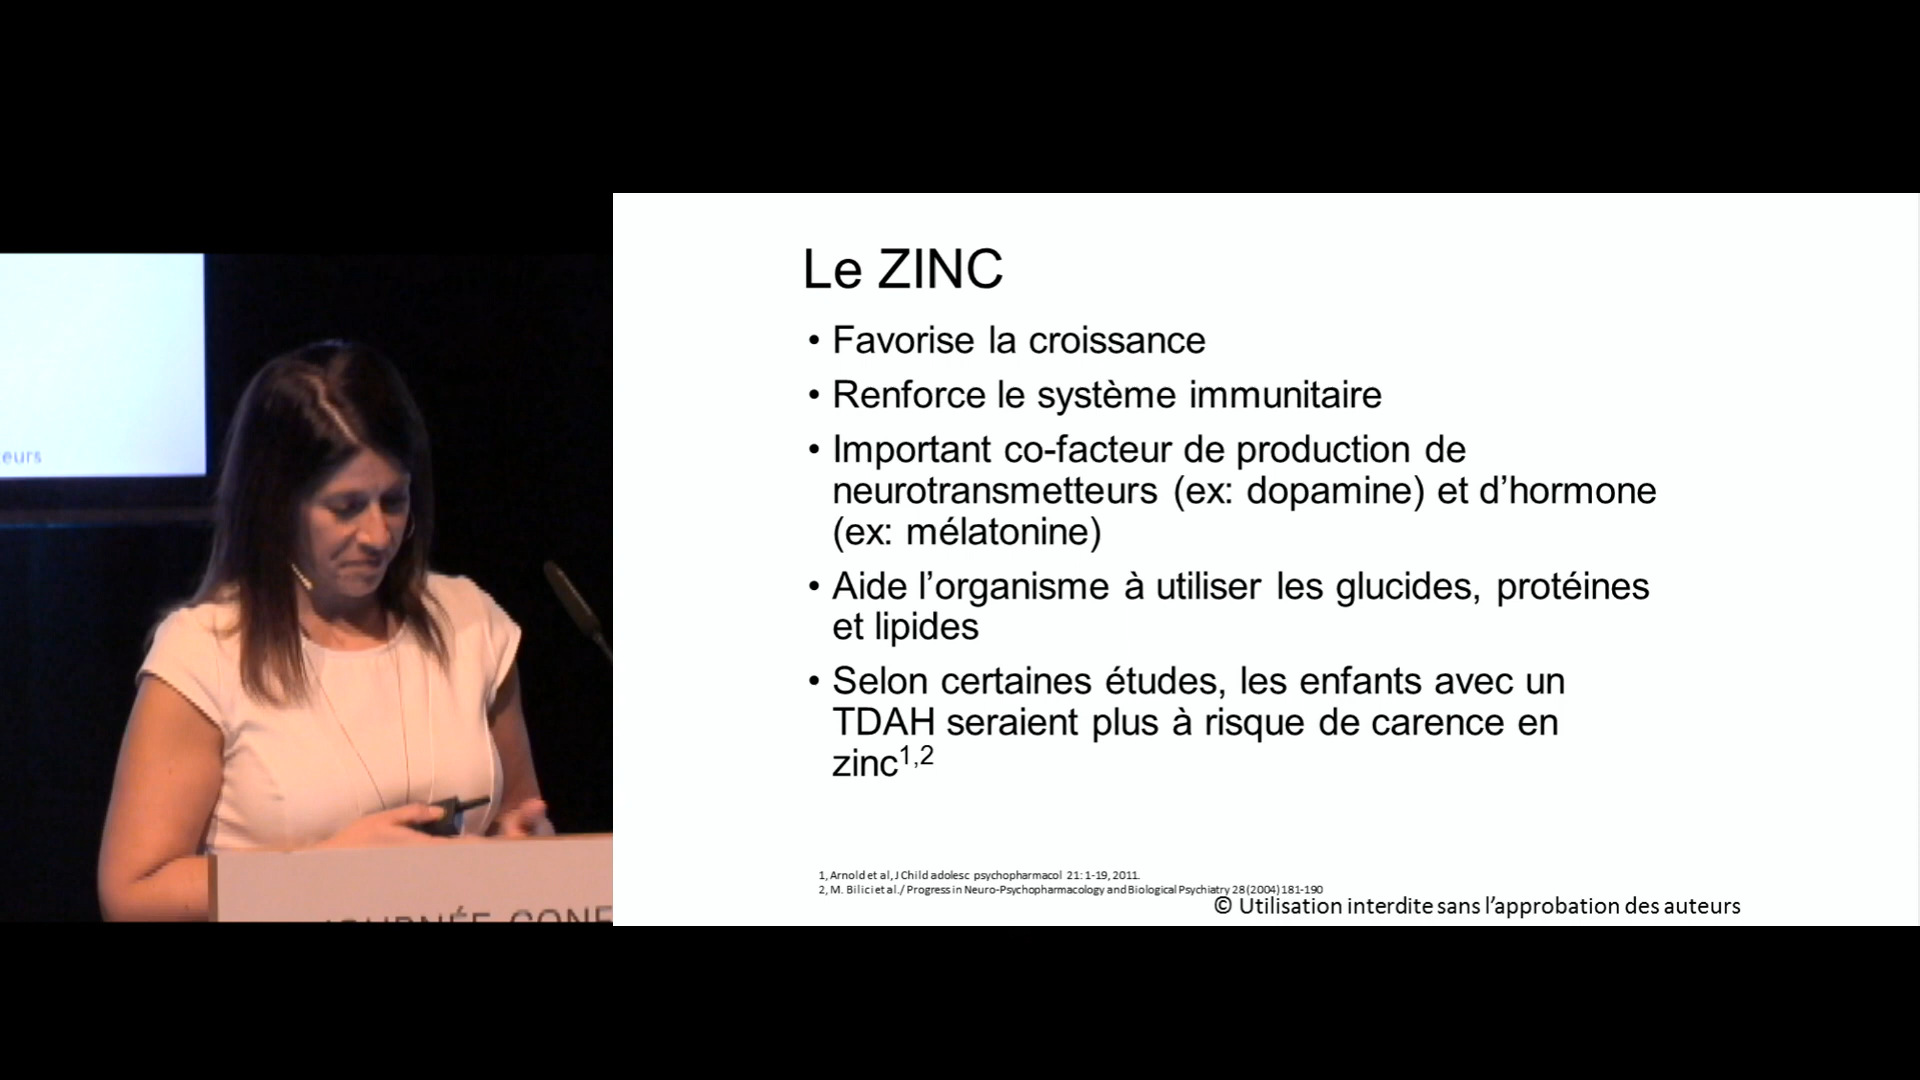 eurs
JOURNÉE CONF
Le ZINC
• Favorise la croissance
• Renforce le système immunitaire
• Important co-facteur de production de
neurotransmetteurs (ex: dopamine) et d’hormone
(ex: mélatonine)
• Aide l’organisme à utiliser les glucides, protéines
et lipides
• Selon certaines études, les enfants avec un
TDAH seraient plus à risque de carence en
zinc1,2
1, Arnold et al, J Child adolesc psychopharmacol 21: 1-19, 2011.
2, M. Bilici et al./ Progress in Neuro-Psychopharmacology and Biological Psychiatry 28 (2004) 181-190
© Utilisation interdite sans l’approbation des auteurs